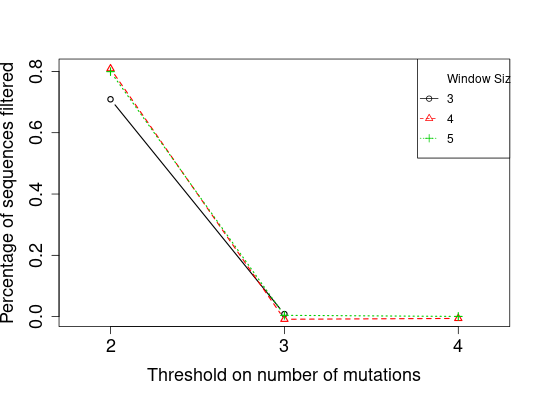 Percentage of sequences filtered
0.8
0.6
0.4
0.2
0.0
Window Siz
3
4
5
2 3 4
Threshold on number of mutations